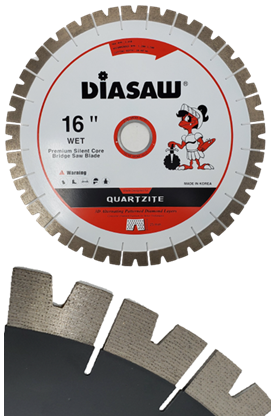 DIASAW®
16"
WET
Premium Silent Core
Bridge Saw Blade
Warning
MADE IN KOREA
QUARTZITE